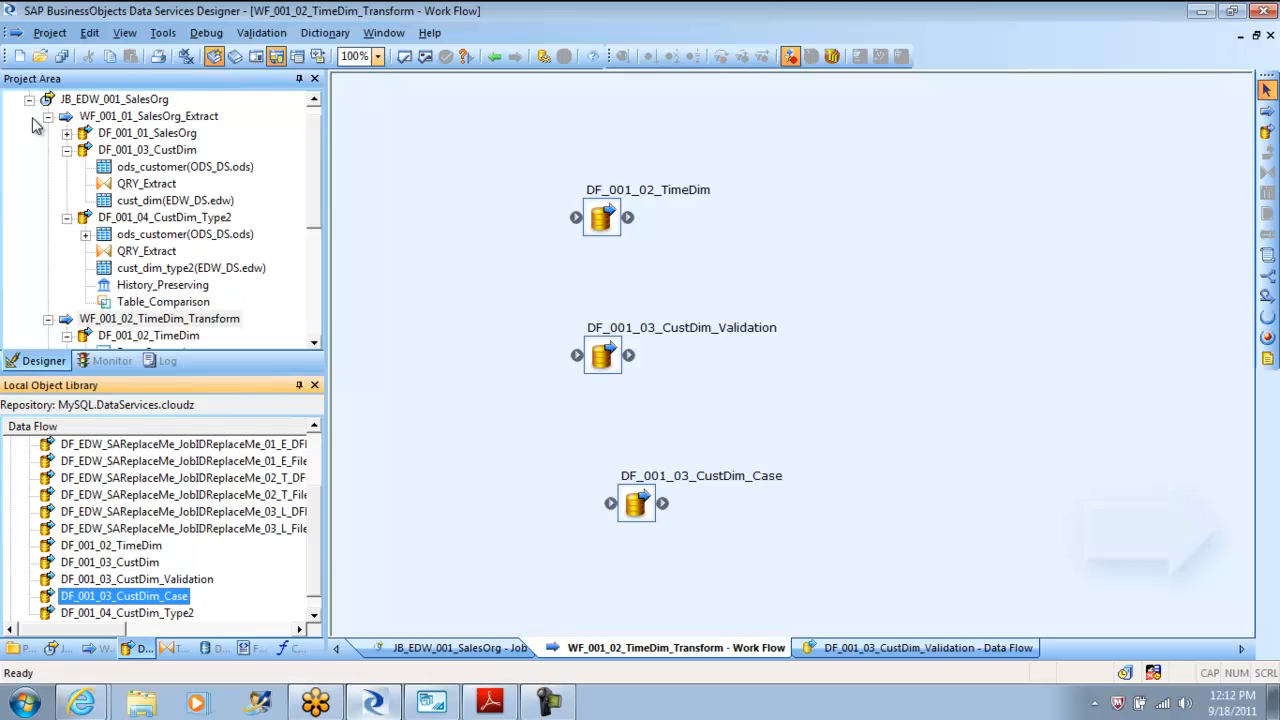 SAP BusinessObjects Data Services Designer - [WF_001_02_TimeDim_Transform - Work Flow]
Project Edit View Tools Debug Validation Dictionary Window Help
100%
Project Area
JB_EDW_001_SalesOrg
WF_001_01_SalesOrg_Extract
DF_001_01_SalesOrg
DF_001_03_CustDim
ods_customer(ODS_DS.ods)
QRY_Extract
cust_dim(EDW_DS.edw)
DF_001_04_CustDim_Type2
ods_customer(ODS_DS.ods)
QRY_Extract
cust_dim_type2(EDW_DS.edw)
History_Preserving
Table_Comparison
WF_001_02_TimeDim_Transform
DF_001_02_TimeDim
Designer Monitor Log
Local Object Library
Repository: MySQL.DataServices.cloudz
Data Flow
DF_EDW_SAReplaceMe_JobIDReplaceMe_01_E_DFI
DF_EDW_SAReplaceMe_JobIDReplaceMe_01_E_File
DF_EDW_SAReplaceMe_JobIDReplaceMe_02_T_DF
DF_EDW_SAReplaceMe_JobIDReplaceMe_02_T_File
DF_EDW_SAReplaceMe_JobIDReplaceMe_03_L_DF
DF_EDW_SAReplaceMe_JobIDReplaceMe_03_L_File
DF_001_02_TimeDim
DF_001_03_CustDim
DF_001_03_CustDim_Validation
DF_001_03_CustDim_Case
DF_001_04_CustDim_Type2
P... J... W... D... T... D... F... C...
DF_001_02_TimeDim
DF_001_03_CustDim_Validation
DF_001_03_CustDim_Case
JB_EDW_001_SalesOrg - Job
WF_001_02_TimeDim_Transform - Work Flow
DF_001_03_CustDim_Validation - Data Flow
Ready
CAP NUM SCRL
12:12 PM
9/18/2011